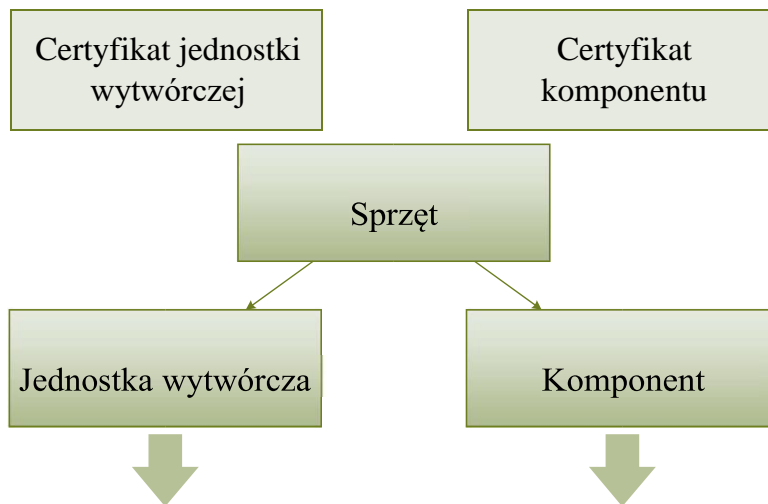 Certyfikat jednostki
wytwórczej
Certyfikat
komponentu
Sprzęt
Jednostka wytwórcza
Komponent